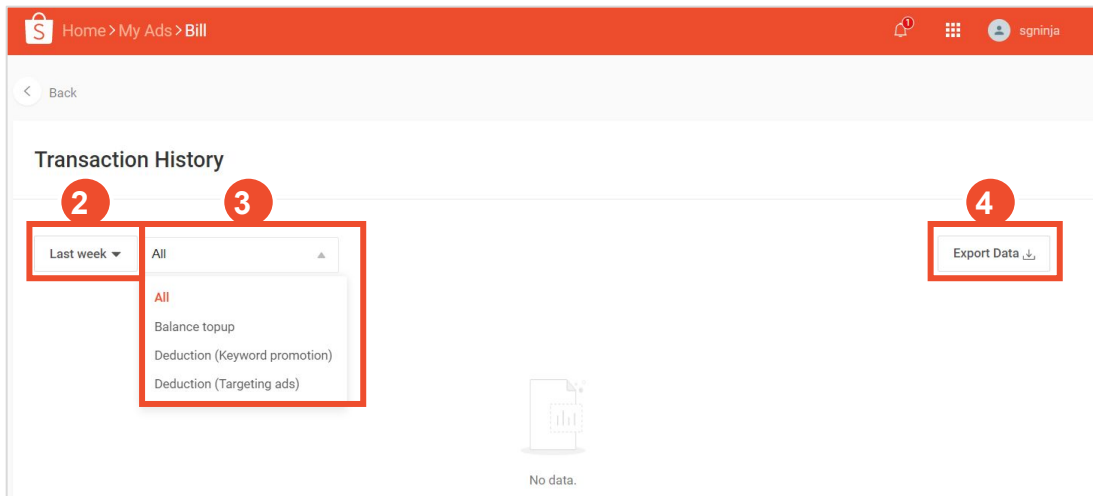 S Home > My Ads > Bill 1 sgninja
Back
Transaction History
2 3 4
Last week All Export Data
All
Balance topup
Deduction (Keyword promotion)
Deduction (Targeting ads)
No data.